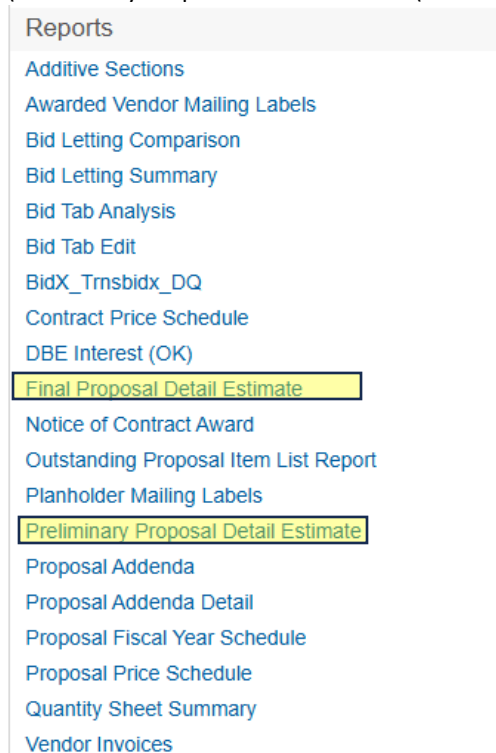 Reports
Additive Sections
Awarded Vendor Mailing Labels
Bid Letting Comparison
Bid Letting Summary
Bid Tab Analysis
Bid Tab Edit
BidX_Trnsbidx_DQ
Contract Price Schedule
DBE Interest (OK)
Final Proposal Detail Estimate
Notice of Contract Award
Outstanding Proposal Item List Report
Planholder Mailing Labels
Preliminary Proposal Detail Estimate
Proposal Addenda
Proposal Addenda Detail
Proposal Fiscal Year Schedule
Proposal Price Schedule
Quantity Sheet Summary
Vendor Invoices